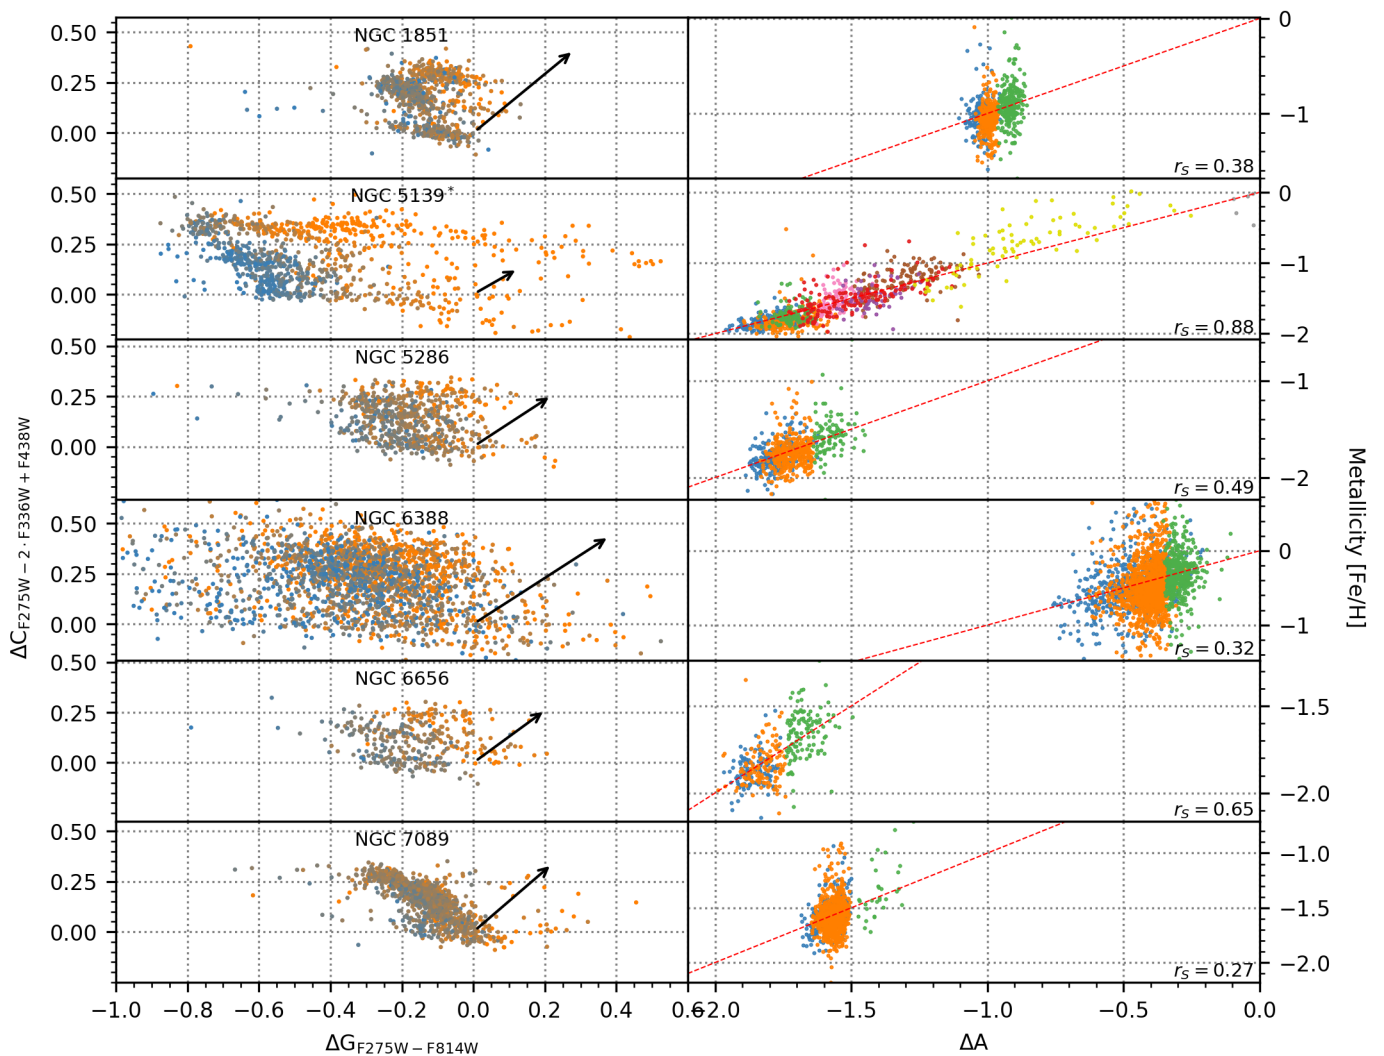 NGC 1851
0.50
0.25
0.00
0
−1
r_S = 0.38
NGC 5139*
0.50
0.25
0.00
0
−1
−2
r_S = 0.88
NGC 5286
0.50
0.25
0.00
−1
−2
r_S = 0.49
NGC 6388
0.50
0.25
0.00
0
−1
r_S = 0.32
NGC 6656
0.50
0.25
0.00
−1.5
−2.0
r_S = 0.65
NGC 7089
0.50
0.25
0.00
−1.0
−1.5
−2.0
r_S = 0.27
ΔC_F275W − 2 · F336W + F438W
Metallicity [Fe/H]
−1.0 −0.8 −0.6 −0.4 −0.2 0.0 0.2 0.4 0.6
−2.0 −1.5 −1.0 −0.5 0.0
ΔG_F275W − F814W
ΔA